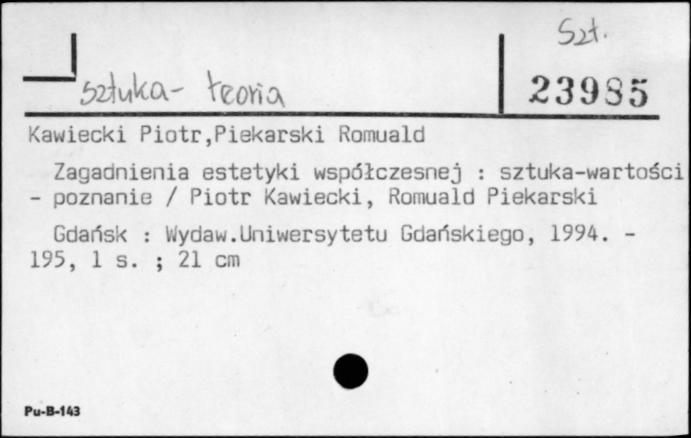 Szt.
sztuka- teoria
23985
Kawiecki Piotr,Piekarski Romuald
Zagadnienia estetyki współczesnej : sztuka-wartości
- poznanie / Piotr Kawiecki, Romuald Piekarski
Gdańsk : Wydaw.Uniwersytetu Gdańskiego, 1994. -
195, 1 s. ; 21 cm
Pu-B-143